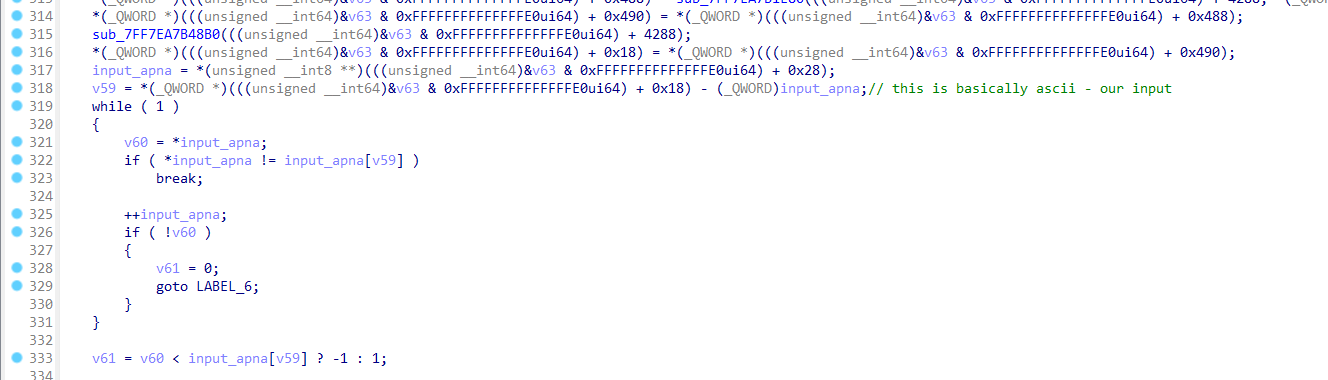 314 *(_QWORD *)(((unsigned __int64)&v63 & 0xFFFFFFFFFFFFFFE0ui64) + 0x490) = *(_QWORD *)(((unsigned __int64)&v63 & 0xFFFFFFFFFFFFFFE0ui64) + 0x488);
315 sub_7FF7EA7B48B0(((unsigned __int64)&v63 & 0xFFFFFFFFFFFFFFE0ui64) + 4288);
316 *(_QWORD *)(((unsigned __int64)&v63 & 0xFFFFFFFFFFFFFFE0ui64) + 0x18) = *(_QWORD *)(((unsigned __int64)&v63 & 0xFFFFFFFFFFFFFFE0ui64) + 0x490);
317 input_apna = *(unsigned __int8 **)(((unsigned __int64)&v63 & 0xFFFFFFFFFFFFFFE0ui64) + 0x28);
318 v59 = *(_QWORD *)(((unsigned __int64)&v63 & 0xFFFFFFFFFFFFFFE0ui64) + 0x18) - (_QWORD)input_apna;// this is basically ascii - our input
319 while ( 1 )
320 {
321 v60 = *input_apna;
322 if ( *input_apna != input_apna[v59] )
323 break;
324
325 ++input_apna;
326 if ( !v60 )
327 {
328 v61 = 0;
329 goto LABEL_6;
330 }
331 }
332
333 v61 = v60 < input_apna[v59] ? -1 : 1;
334